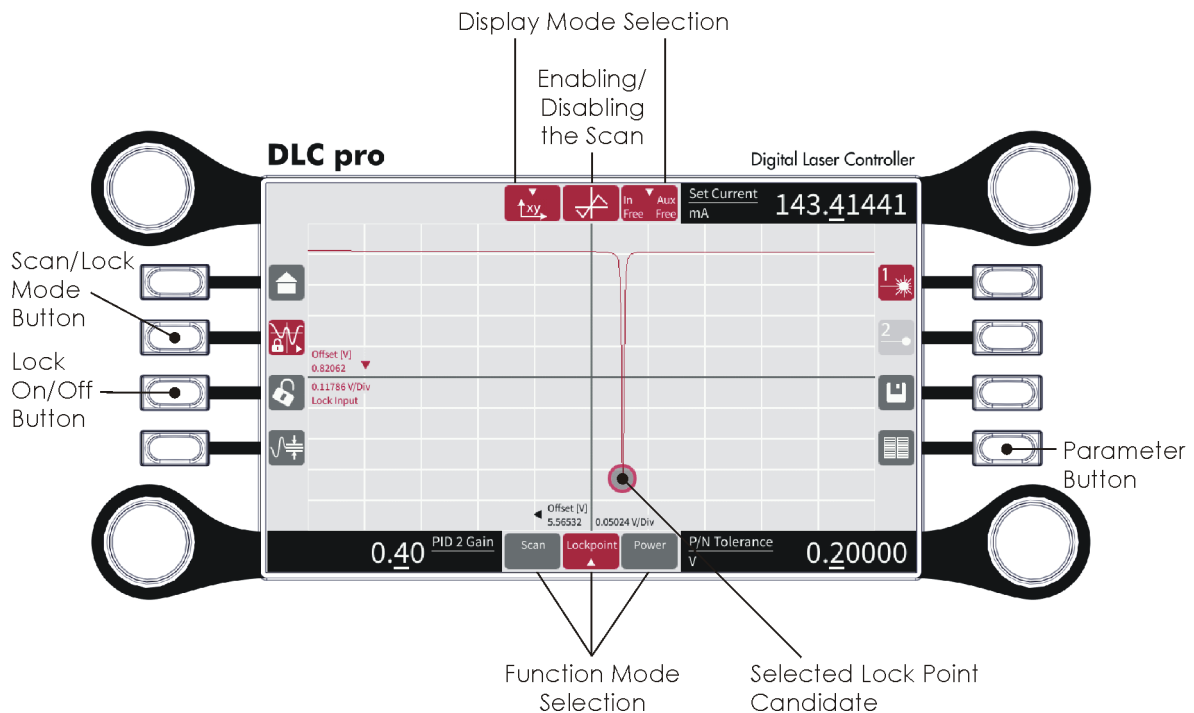 Display Mode Selection
Enabling/
Disabling
the Scan
DLC pro
Digital Laser Controller
xy
In Aux
Free Free
Set Current
mA
143.41441
Scan/Lock
Mode
Button
Lock
On/Off
Button
1
2
Offset [V]
0.82062
0.11786 V/Div
Lock Input
Parameter
Button
Offset [V]
5.56532 0.05024 V/Div
0.40 PID 2 Gain
Scan Lockpoint Power
P/N Tolerance
V
0.20000
Function Mode
Selection
Selected Lock Point
Candidate